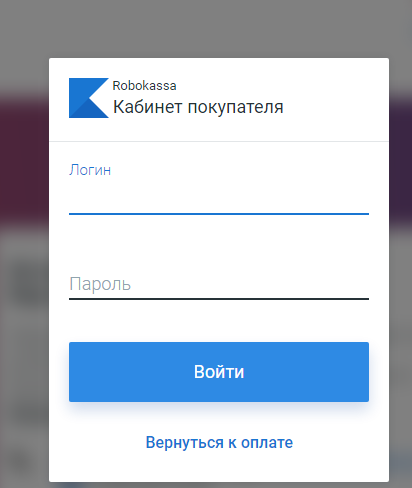 Robokassa
Кабинет покупателя
Логин
Пароль
Войти
Вернуться к оплате